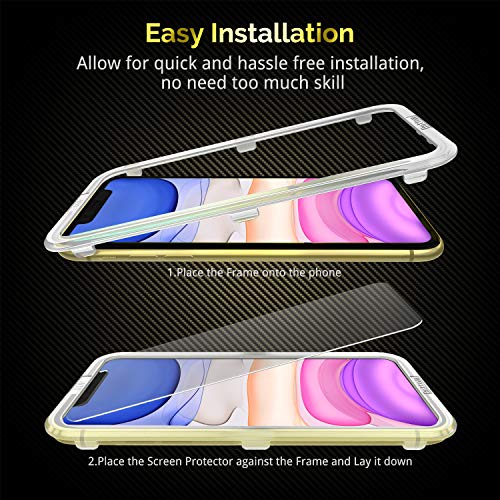 Easy Installation
Allow for quick and hassle free installation,
no need too much skill
1.Place the Frame onto the phone
2.Place the Screen Protector against the Frame and Lay it down